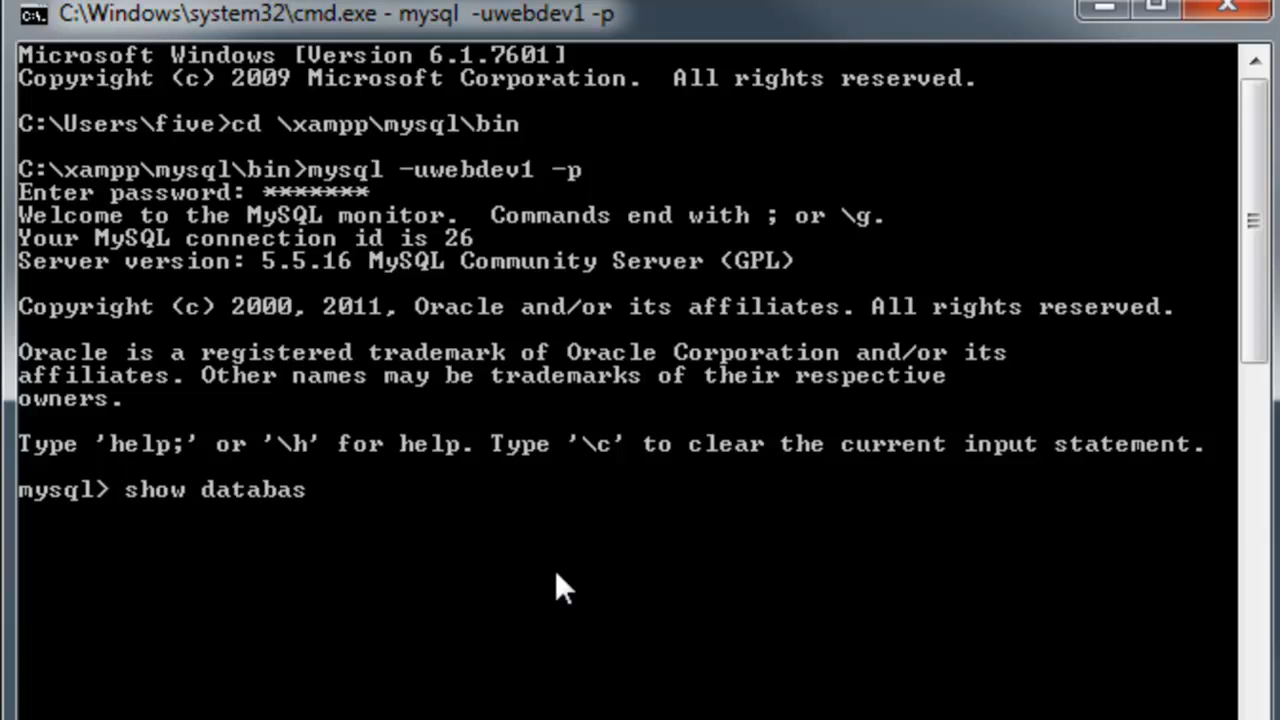 C:\Windows\system32\cmd.exe - mysql  -uwebdev1 -p
Microsoft Windows [Version 6.1.7601]
Copyright (c) 2009 Microsoft Corporation.  All rights reserved.
C:\Users\five>cd \xampp\mysql\bin
C:\xampp\mysql\bin>mysql -uwebdev1 -p
Enter password: *******
Welcome to the MySQL monitor.  Commands end with ; or \g.
Your MySQL connection id is 26
Server version: 5.5.16 MySQL Community Server (GPL)
Copyright (c) 2000, 2011, Oracle and/or its affiliates. All rights reserved.
Oracle is a registered trademark of Oracle Corporation and/or its
affiliates. Other names may be trademarks of their respective
owners.
Type 'help;' or '\h' for help. Type '\c' to clear the current input statement.
mysql> show databas